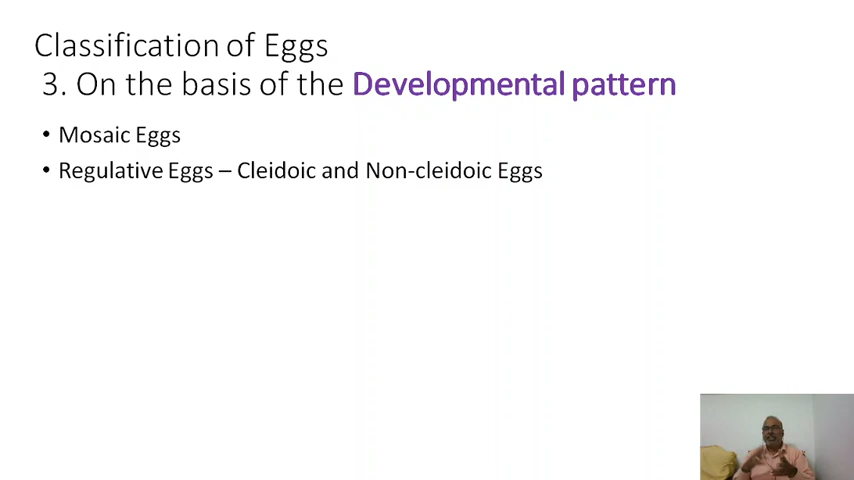 Classification of Eggs
3. On the basis of the Developmental pattern
• Mosaic Eggs
• Regulative Eggs – Cleidoic and Non-cleidoic Eggs